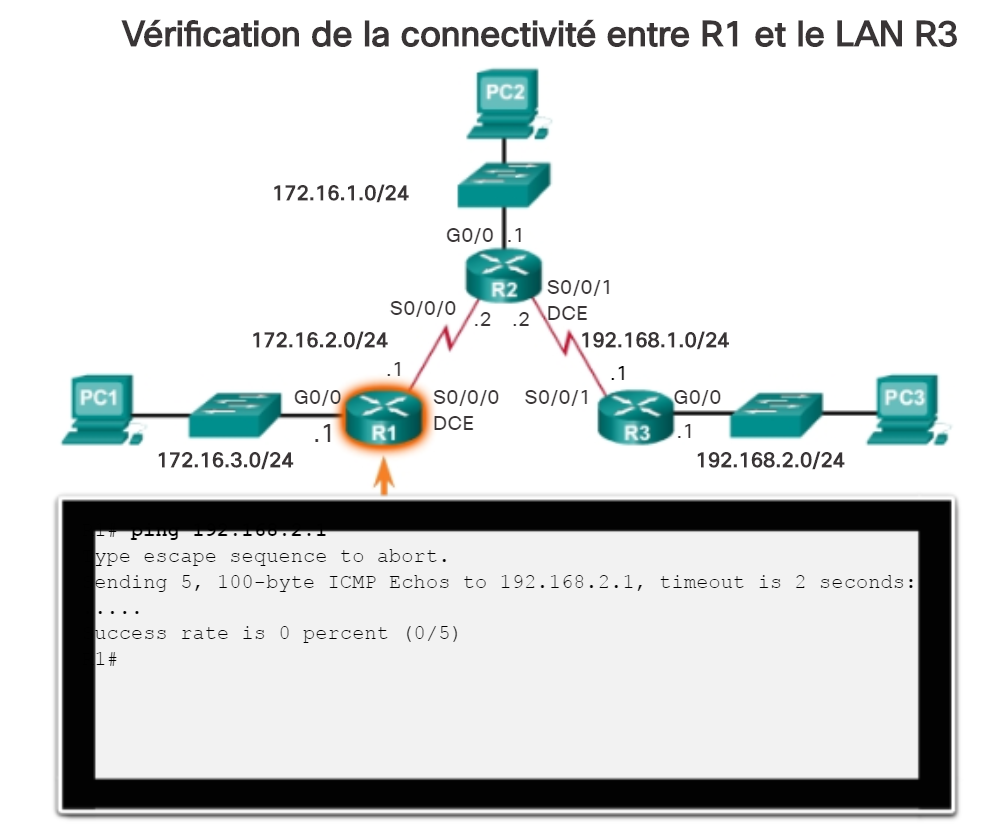 Vérification de la connectivité entre R1 et le LAN R3
PC2
172.16.1.0/24
G0/0 .1
R2
S0/0/1
DCE
S0/0/0
.2
.2
172.16.2.0/24
192.168.1.0/24
.1
.1
PC1
G0/0
S0/0/0
DCE
S0/0/1
G0/0
PC3
.1
R1
R3
.1
172.16.3.0/24
192.168.2.0/24
1# ping 192.168.2.1
ype escape sequence to abort.
ending 5, 100-byte ICMP Echos to 192.168.2.1, timeout is 2 seconds:
....
uccess rate is 0 percent (0/5)
1#